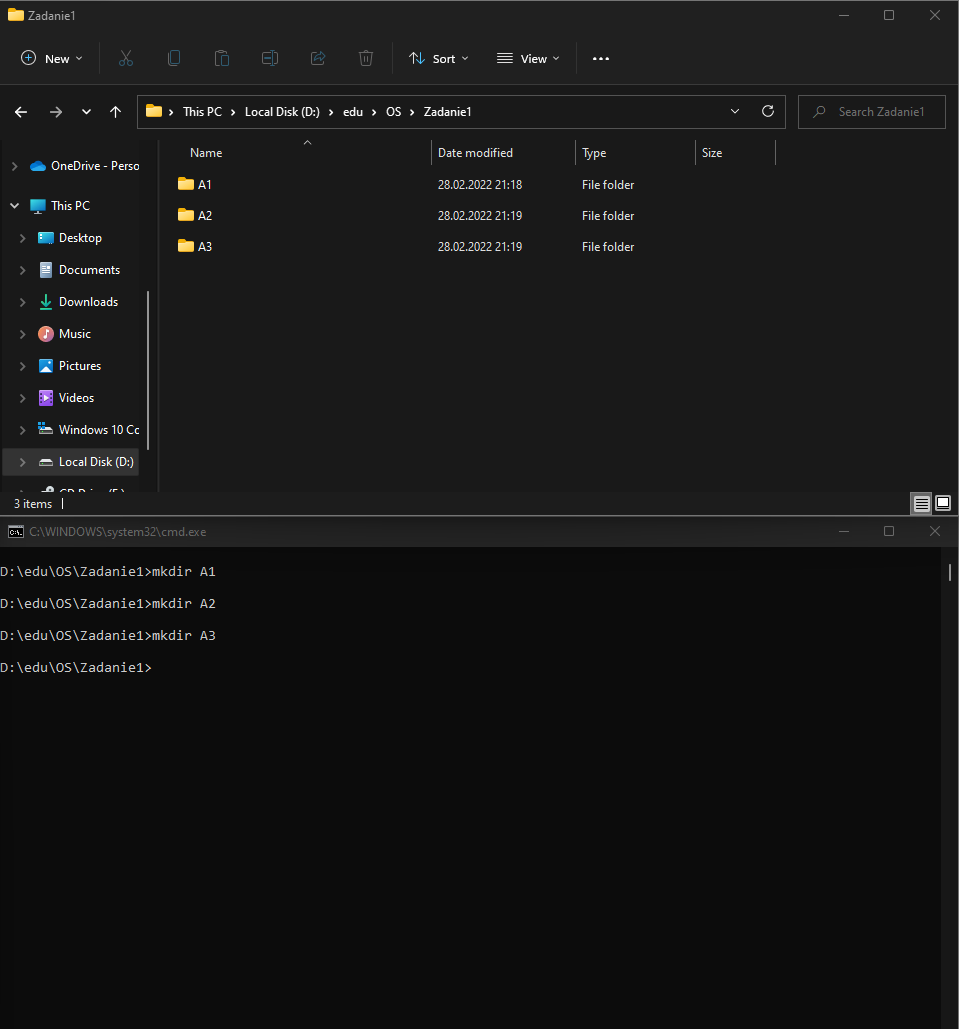 Zadanie1
New Sort View
This PC Local Disk (D:) edu OS Zadanie1 Search Zadanie1
Name Date modified Type Size
A1 28.02.2022 21:18 File folder
A2 28.02.2022 21:19 File folder
A3 28.02.2022 21:19 File folder
OneDrive - Perso
This PC
Desktop
Documents
Downloads
Music
Pictures
Videos
Windows 10 Co
Local Disk (D:)
3 items
C:\WINDOWS\system32\cmd.exe
D:\edu\OS\Zadanie1>mkdir A1
D:\edu\OS\Zadanie1>mkdir A2
D:\edu\OS\Zadanie1>mkdir A3
D:\edu\OS\Zadanie1>